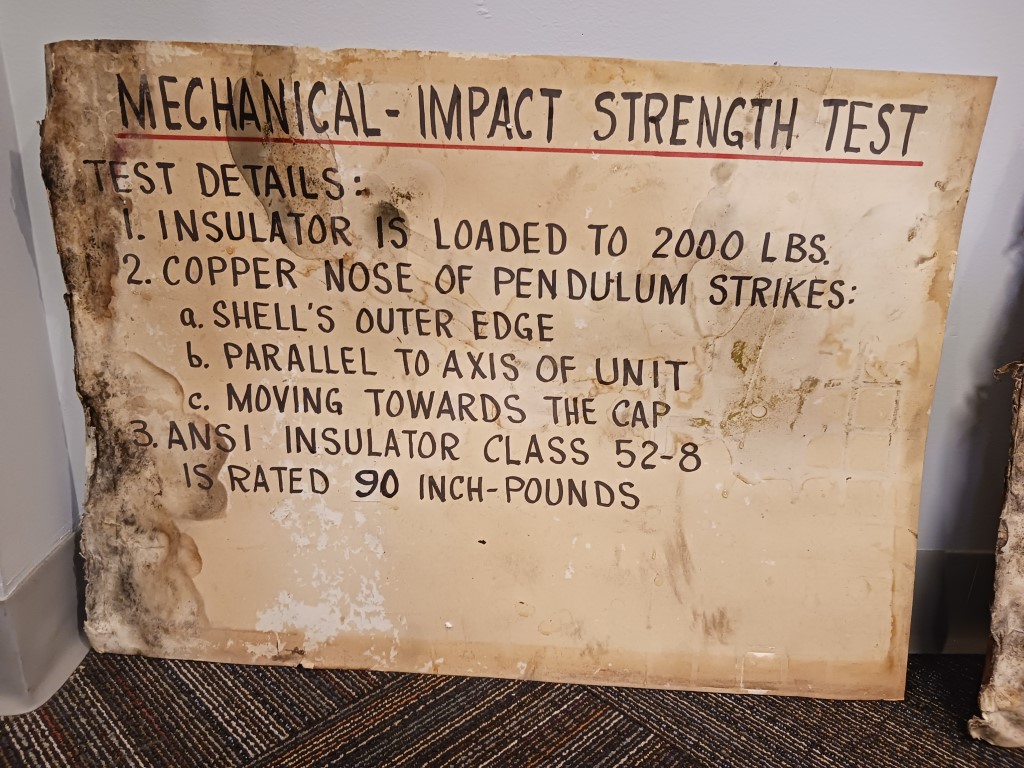 MECHANICAL-IMPACT STRENGTH TEST
TEST DETAILS:
1. INSULATOR IS LOADED TO 2000 LBS.
2. COPPER NOSE OF PENDULUM STRIKES:
a. SHELL'S OUTER EDGE
b. PARALLEL TO AXIS OF UNIT
c. MOVING TOWARDS THE CAP
3. ANSI INSULATOR CLASS 52-8
IS RATED 90 INCH-POUNDS